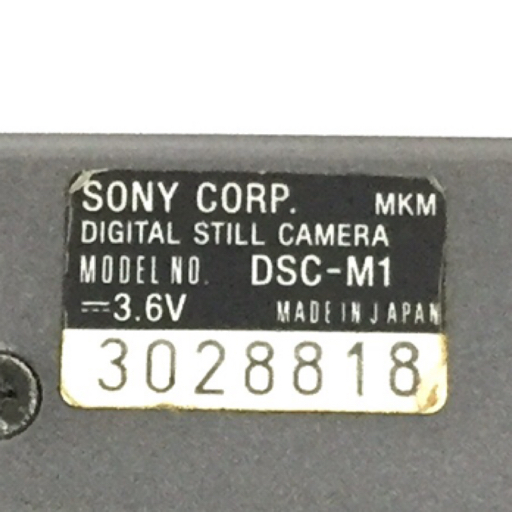 SONY CORP. MKM
DIGITAL STILL CAMERA
MODEL NO. DSC-M1
⎓3.6V MADE IN JAPAN
3028818